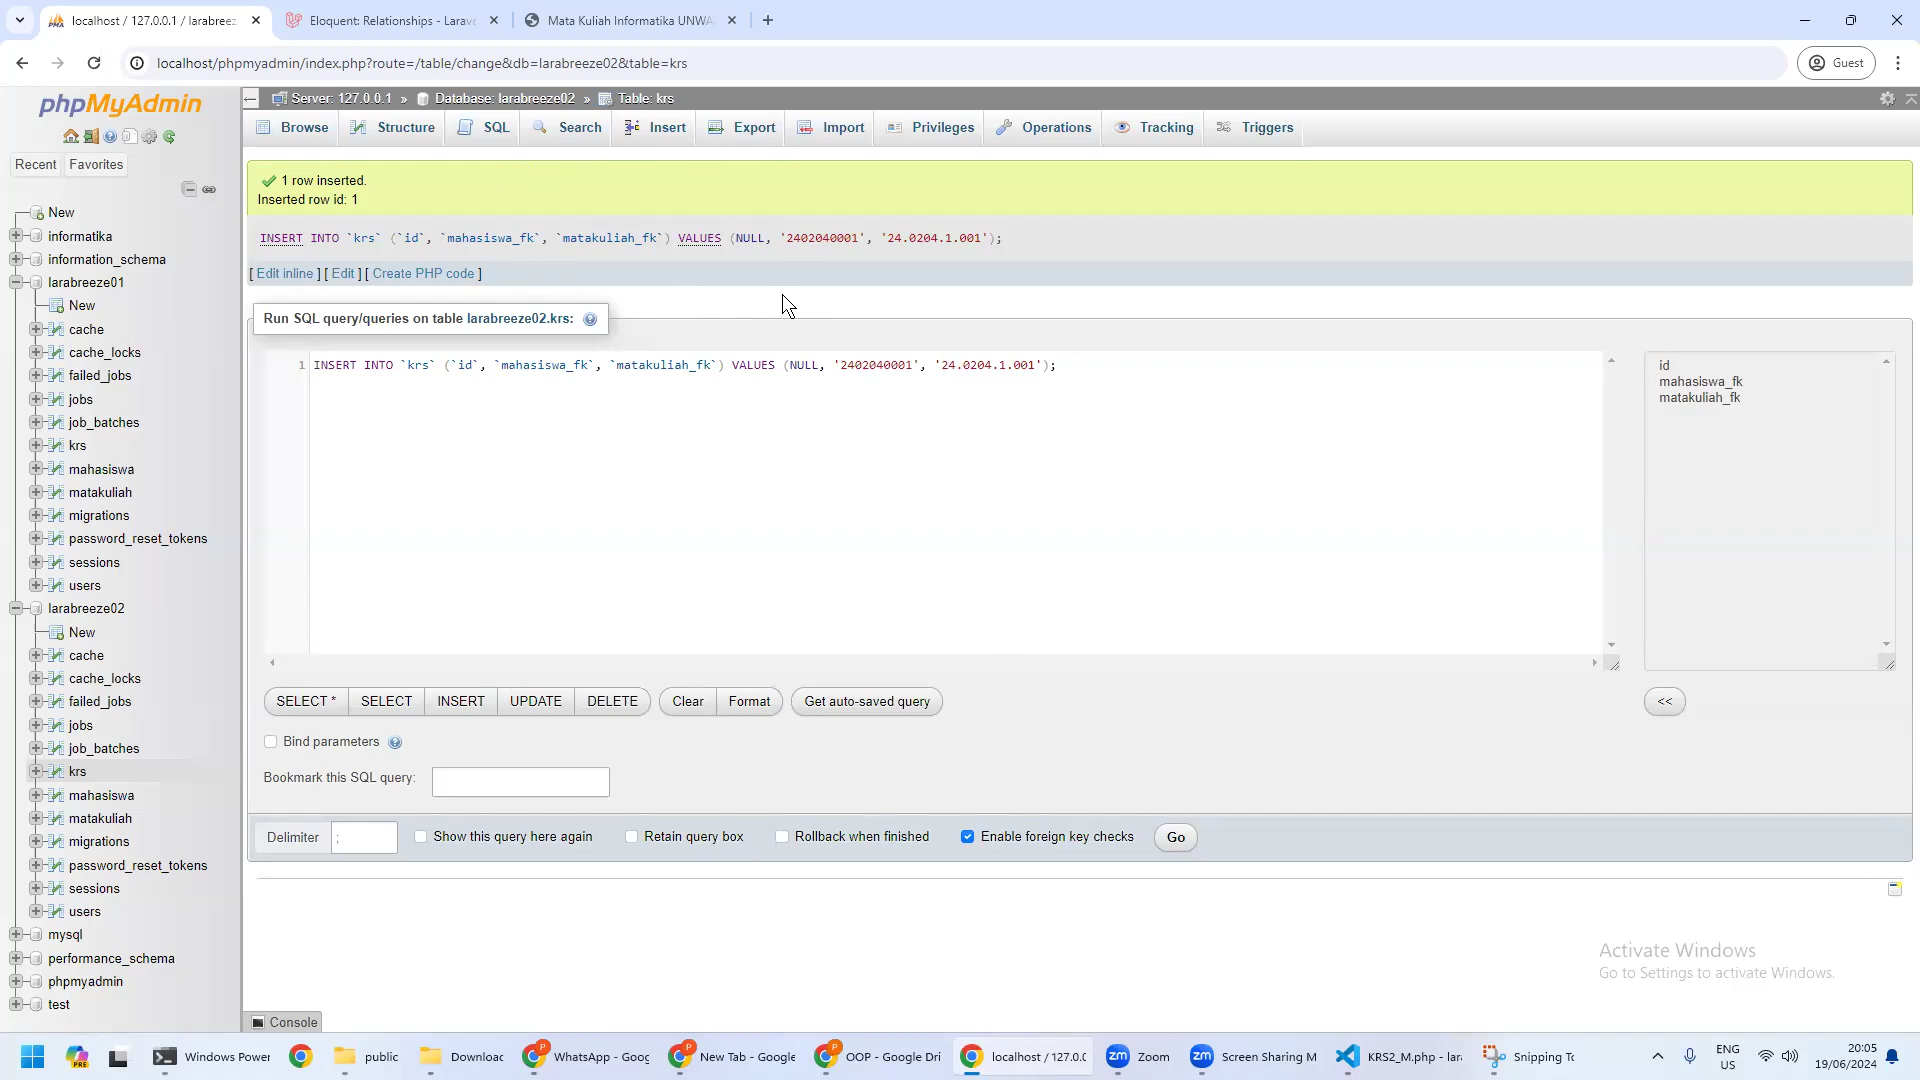 localhost / 127.0.0.1 / larabreez
Eloquent: Relationships - Larave
Mata Kuliah Informatika UNWA
localhost/phpmyadmin/index.php?route=/table/change&db=larabreeze02&table=krs
Guest
phpMyAdmin
Recent
Favorites
New
informatika
information_schema
larabreeze01
New
cache
cache_locks
failed_jobs
jobs
job_batches
krs
mahasiswa
matakuliah
migrations
password_reset_tokens
sessions
users
larabreeze02
New
cache
cache_locks
failed_jobs
jobs
job_batches
krs
mahasiswa
matakuliah
migrations
password_reset_tokens
sessions
users
mysql
performance_schema
phpmyadmin
test
Server: 127.0.0.1 » Database: larabreeze02 » Table: krs
Browse Structure SQL Search Insert Export Import Privileges Operations Tracking Triggers
1 row inserted.
Inserted row id: 1
INSERT INTO `krs` (`id`, `mahasiswa_fk`, `matakuliah_fk`) VALUES (NULL, '2402040001', '24.0204.1.001');
[ Edit inline ] [ Edit ] [ Create PHP code ]
Run SQL query/queries on table larabreeze02.krs:
1 INSERT INTO `krs` (`id`, `mahasiswa_fk`, `matakuliah_fk`) VALUES (NULL, '2402040001', '24.0204.1.001');
id
mahasiswa_fk
matakuliah_fk
SELECT * SELECT INSERT UPDATE DELETE Clear Format Get auto-saved query <<
Bind parameters
Bookmark this SQL query:
Delimiter ; Show this query here again Retain query box Rollback when finished Enable foreign key checks Go
Activate Windows
Go to Settings to activate Windows.
Console
Windows Power
public
Downloac
WhatsApp - Goog
New Tab - Google
OOP - Google Dri
localhost / 127.0.0
Zoom
Screen Sharing M
KRS2_M.php - lar
Snipping To
ENG
US
20:05
19/06/2024